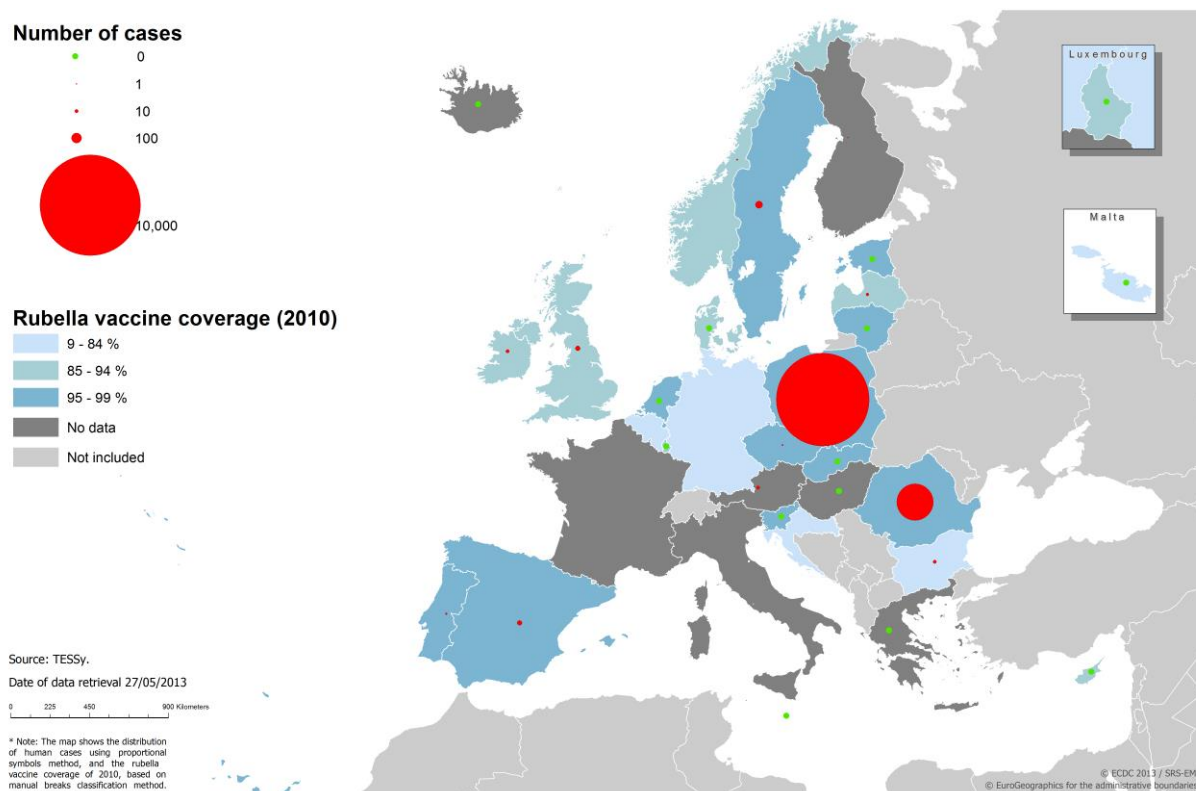 Number of cases
0
1
10
100
10,000
Rubella vaccine coverage (2010)
9 - 84 %
85 - 94 %
95 - 99 %
No data
Not included
Luxembourg
Malta
Source: TESSy.
Date of data retrieval 27/05/2013
0 225 450 900 Kilometers
* Note: The map shows the distribution
of human cases using proportional
symbols method, and the rubella
vaccine coverage of 2010, based on
manual breaks classification method.
© ECDC 2013 / SRS-EM
© EuroGeographics for the administrative boundaries